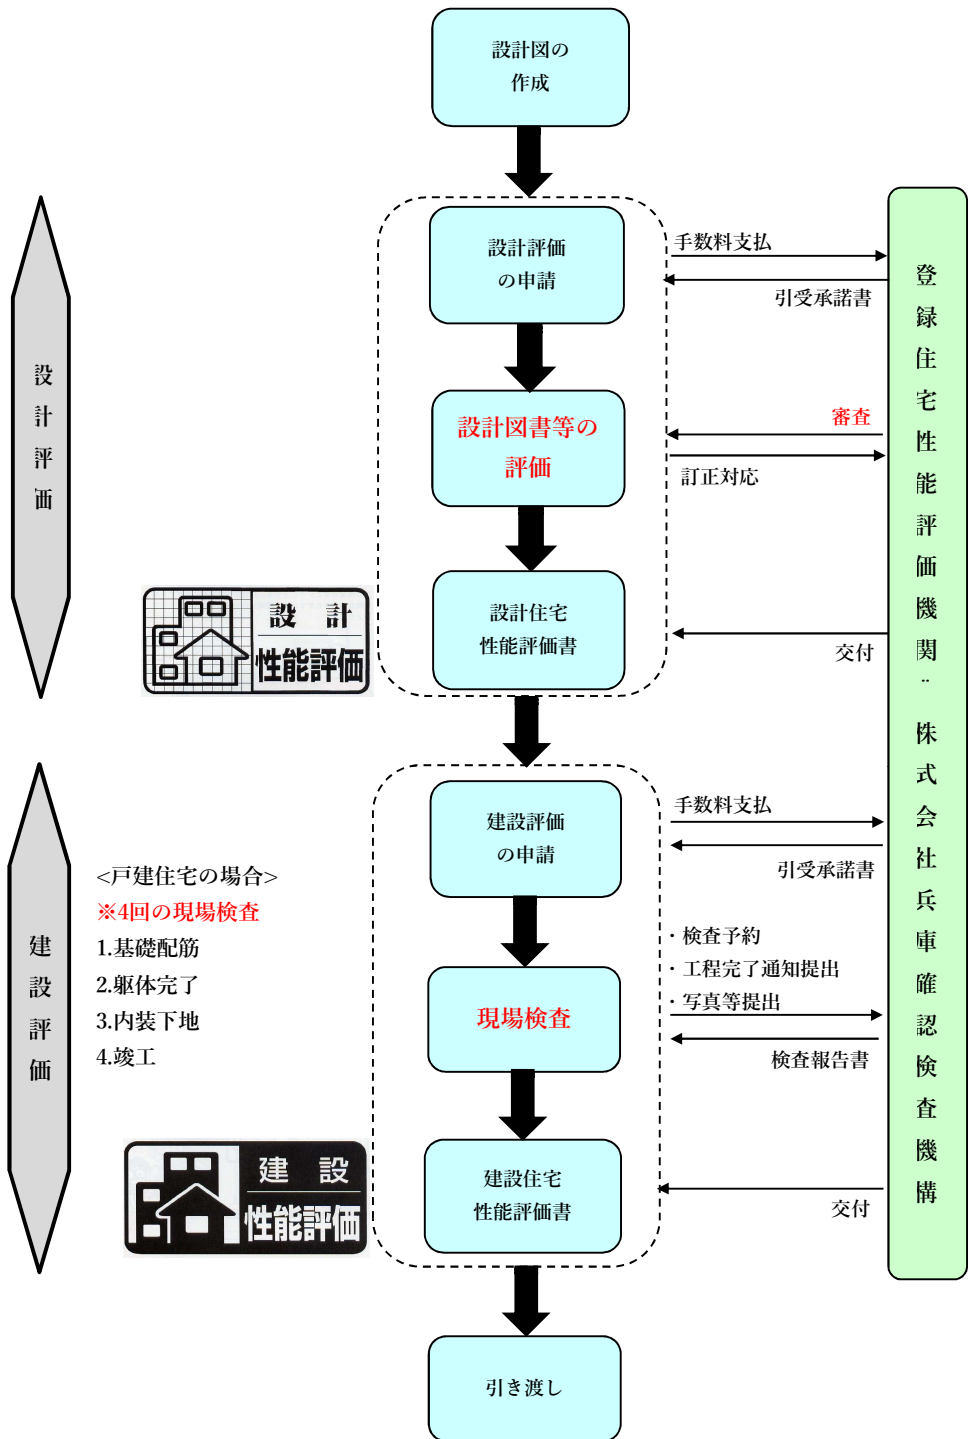 設計図の
作成
設計評価
の申請
手数料支払
引受承諾書
設計図書等の
評価
審査
訂正対応
設計評価
設計住宅
性能評価書
交付
設 計
性能評価
登録住宅性能評価機関:株式会社兵庫確認検査機構
建設評価
の申請
手数料支払
引受承諾書
<戸建住宅の場合>
※4回の現場検査
1.基礎配筋
2.躯体完了
3.内装下地
4.竣工
建設評価
・検査予約
・工程完了通知提出
・写真等提出
現場検査
検査報告書
建 設
性能評価
建設住宅
性能評価書
交付
引き渡し